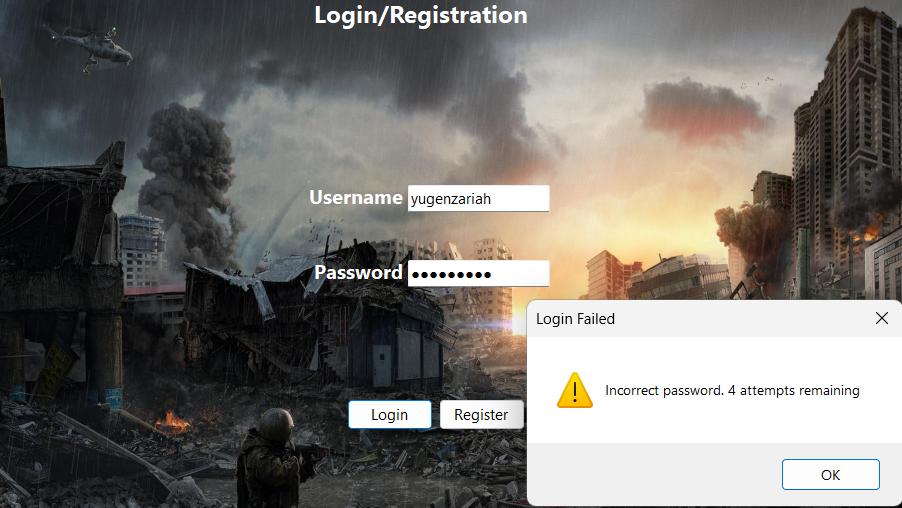 Login/Registration
Username yugenzariah
Password ●●●●●●●●●
Login Failed
Incorrect password. 4 attempts remaining
Login Register
OK